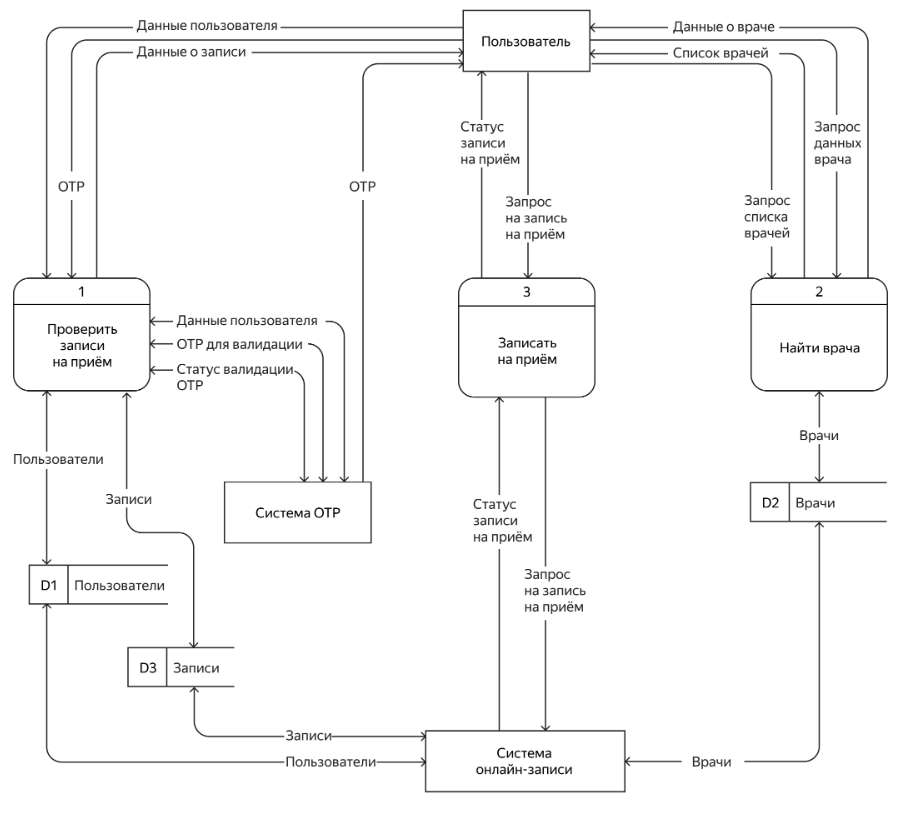 Данные пользователя
Данные о записи
Пользователь
Данные о враче
Список врачей
OTP
OTP
Статус
записи
на приём
Запрос
на запись
на приём
Запрос
данных
врача
Запрос
списка
врачей
1
Проверить
записи
на приём
Данные пользователя
OTP для валидации
Статус валидации
OTP
3
Записать
на приём
2
Найти врача
Пользователи
Записи
Система OTP
Врачи
D2
Врачи
Статус
записи
на приём
Запрос
на запись
на приём
D1
Пользователи
D3
Записи
Записи
Пользователи
Система
онлайн-записи
Врачи